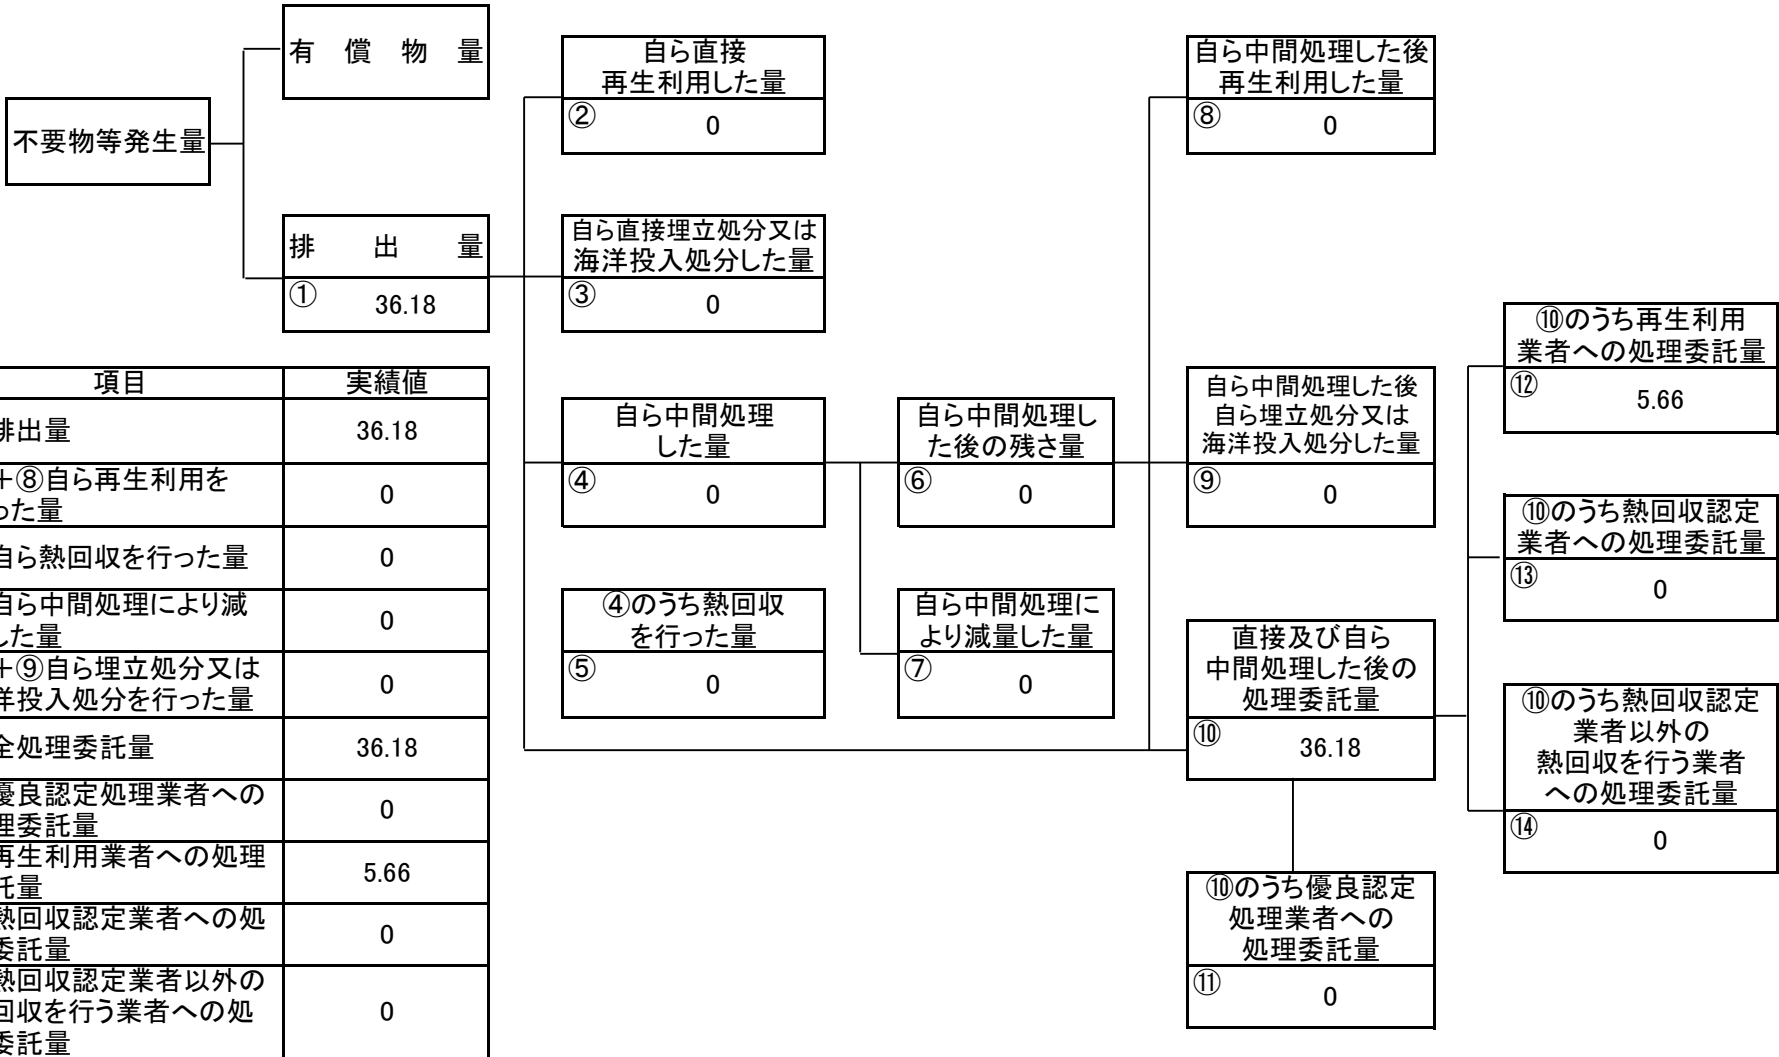 有償物量
不要物等発生量
排出量
① 36.18
自ら直接
再生利用した量
② 0
自ら直接埋立処分又は
海洋投入処分した量
③ 0
自ら中間処理
した量
④ 0
④のうち熱回収
を行った量
⑤ 0
自ら中間処理し
た後の残さ量
⑥ 0
自ら中間処理に
より減量した量
⑦ 0
自ら中間処理した後
再生利用した量
⑧ 0
自ら中間処理した後
自ら埋立処分又は
海洋投入処分した量
⑨ 0
直接及び自ら
中間処理した後の
処理委託量
⑩ 36.18
⑩のうち優良認定
処理業者への
処理委託量
⑪ 0
⑩のうち再生利用
業者への処理委託量
⑫ 5.66
⑩のうち熱回収認定
業者への処理委託量
⑬ 0
⑩のうち熱回収認定
業者以外の
熱回収を行う業者
への処理委託量
⑭ 0
項目 実績値
排出量 36.18
+⑧自ら再生利用を
った量 0
自ら熱回収を行った量 0
自ら中間処理により減
した量 0
+⑨自ら埋立処分又は
洋投入処分を行った量 0
全処理委託量 36.18
優良認定処理業者への
理委託量 0
再生利用業者への処理
託量 5.66
熱回収認定業者への処
委託量 0
熱回収認定業者以外の
回収を行う業者への処
委託量 0